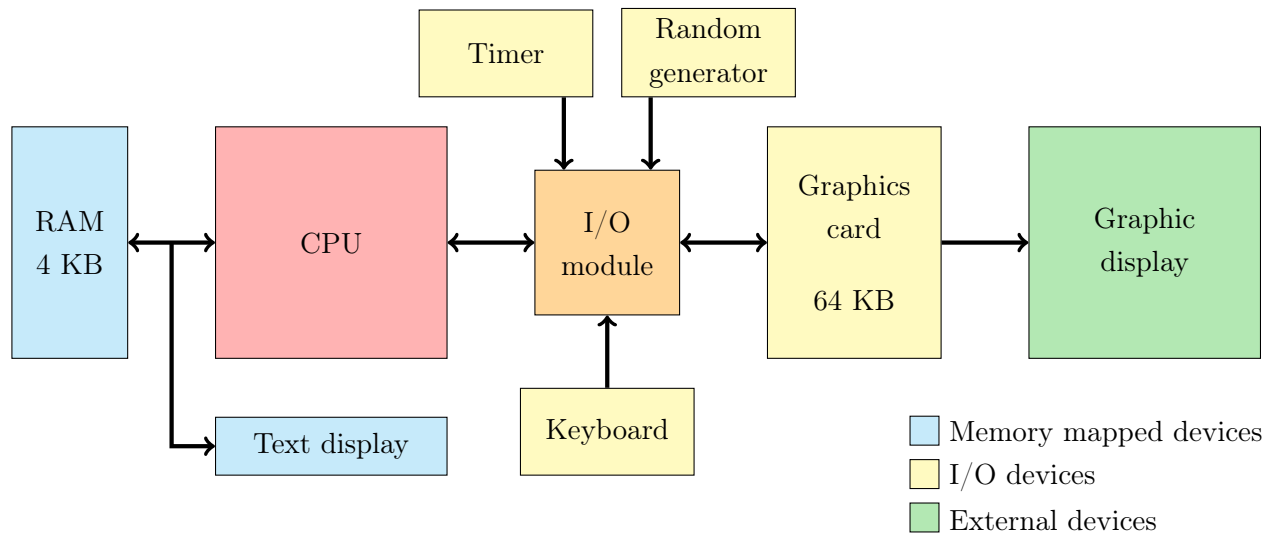 Timer
Random
generator
RAM
4 KB
CPU
I/O
module
Graphics
card
64 KB
Graphic
display
Text display
Keyboard
Memory mapped devices
I/O devices
External devices